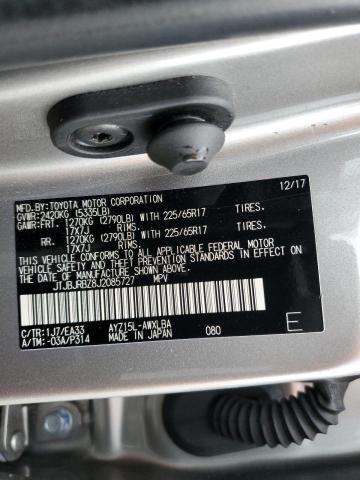 MFD.BY:TOYOTA MOTOR CORPORATION 12/17
GVWR:2420KG (5335LB)
GAWR:FRT. 1270KG (2790LB) WITH 225/65R17 TIRES.
17X7J RIMS.
RR. 1270KG (2790LB) WITH 225/65R17 TIRES.
17X7J RIMS.
THIS VEHICLE CONFORMS TO ALL APPLICABLE FEDERAL MOTOR
VEHICLE SAFETY, BUMPER, AND THEFT PREVENTION STANDARDS
IN EFFECT ON THE DATE OF MANUFACTURE SHOWN ABOVE.
JTJBJRBZ8J2085727 MPV
C/TR:1J7/EA33 AYZ15L-AWXLBA
A/TM:-03A/P314 MADE IN JAPAN 080 E